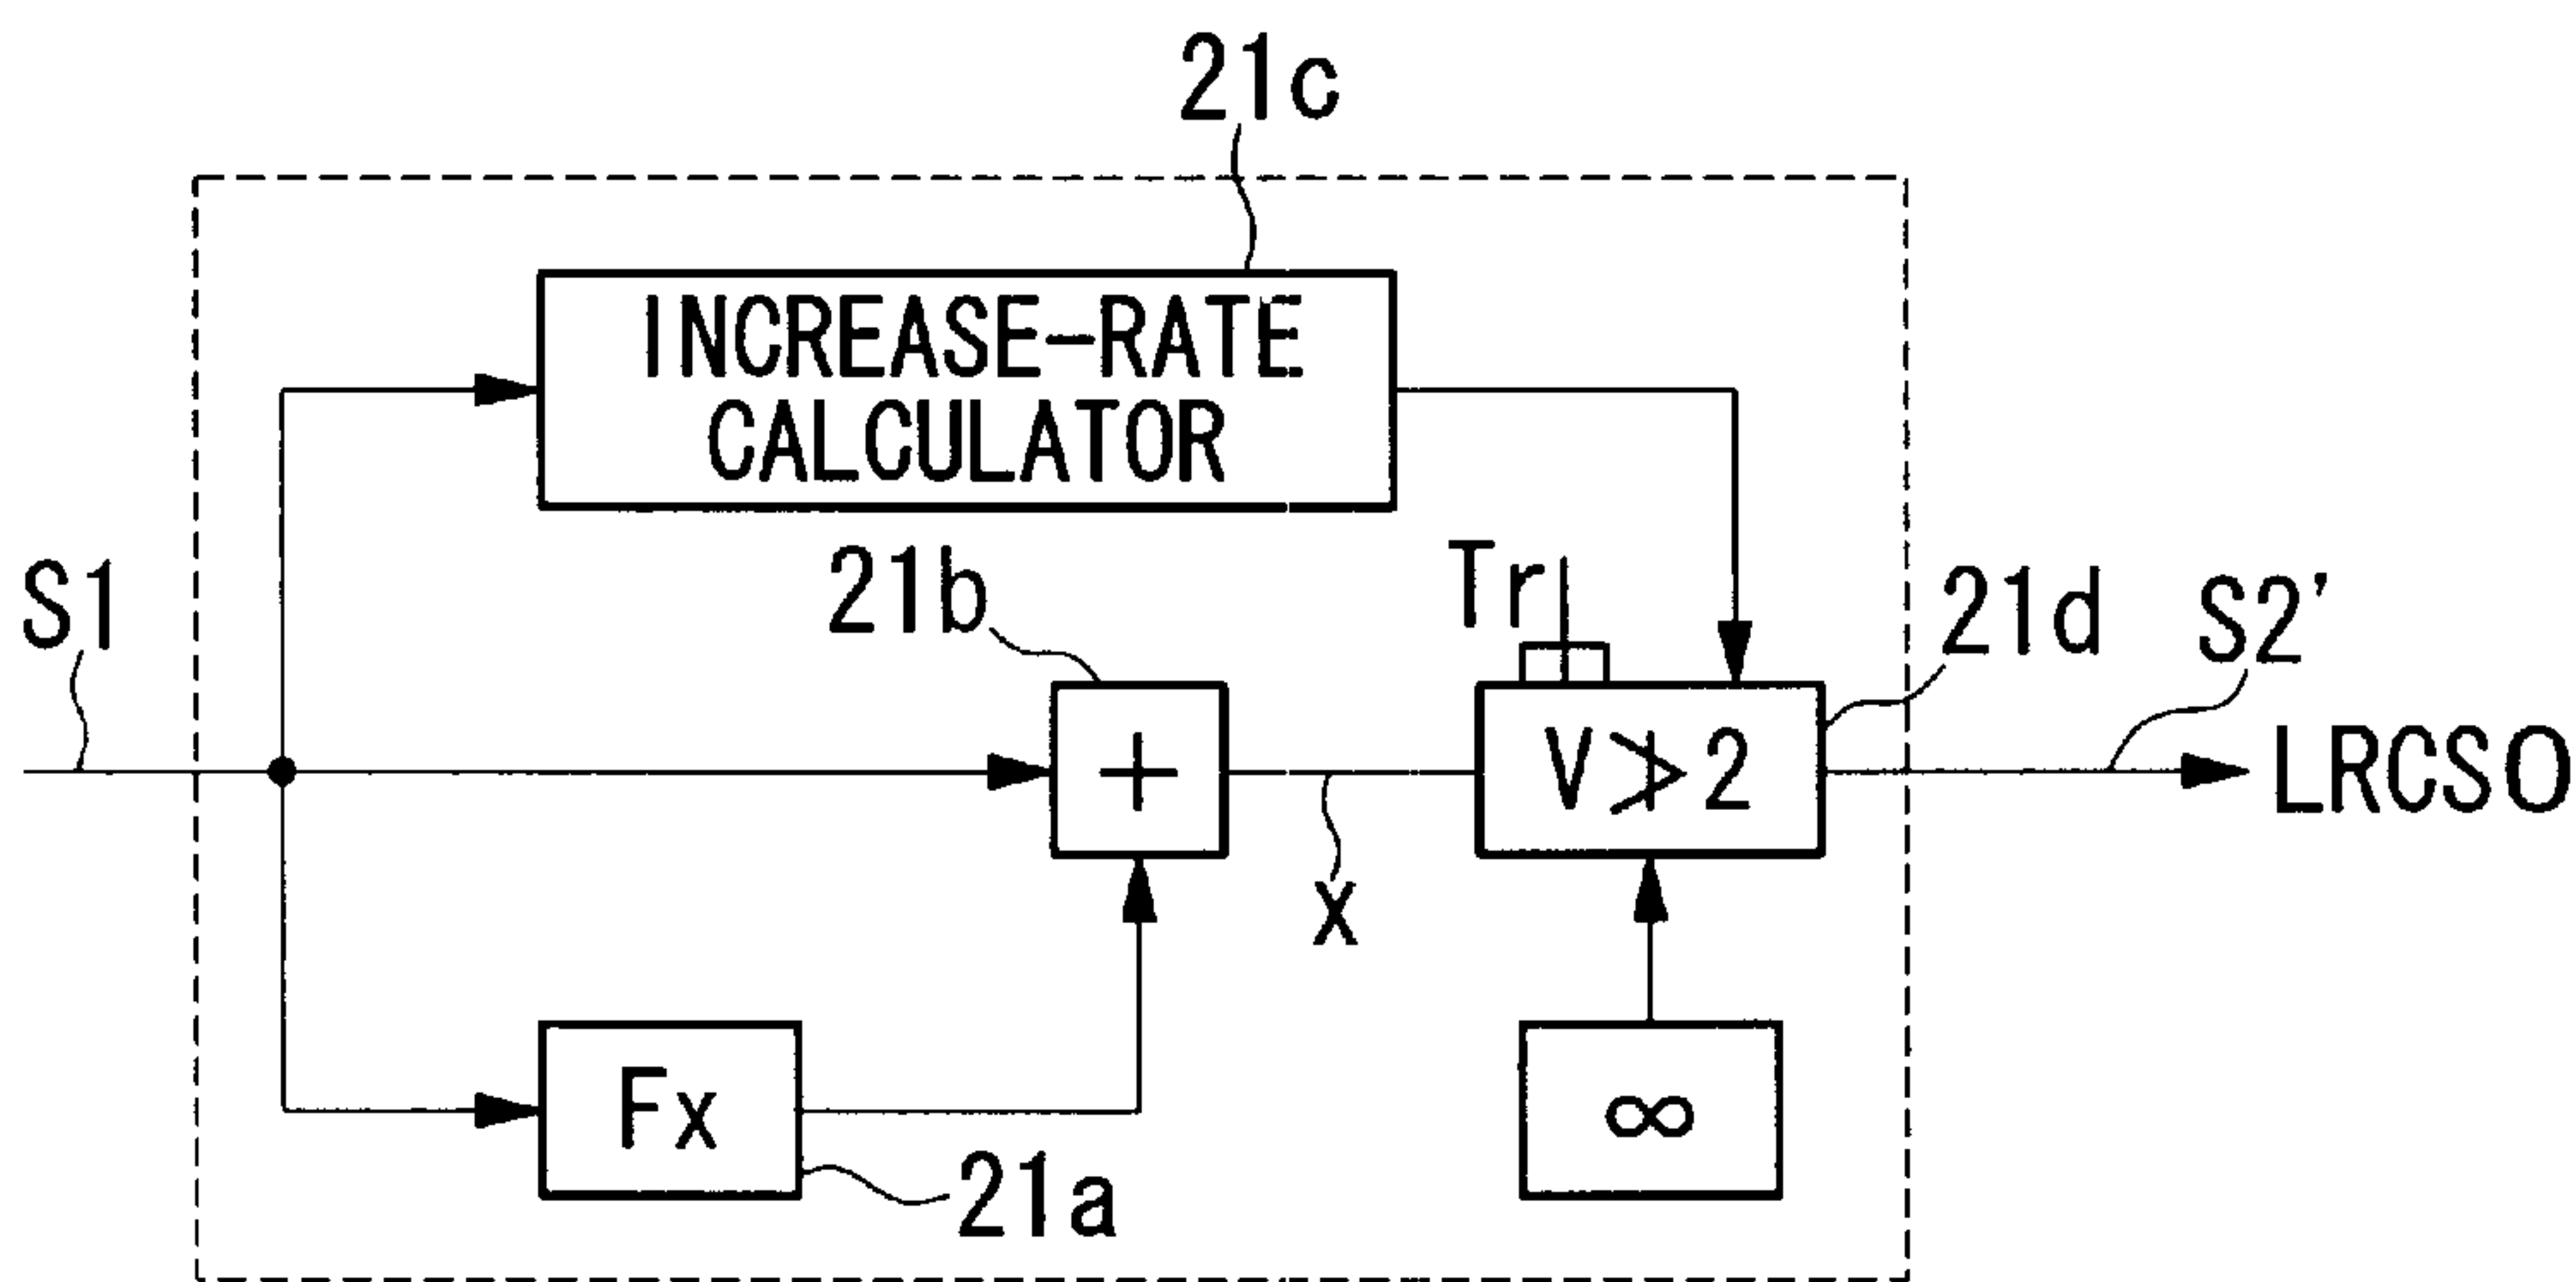 21c
INCREASE-RATE
CALCULATOR
S1
21b
Tr
21d
S2'
+
V≯2
LRCSO
x
Fx
∞
21a